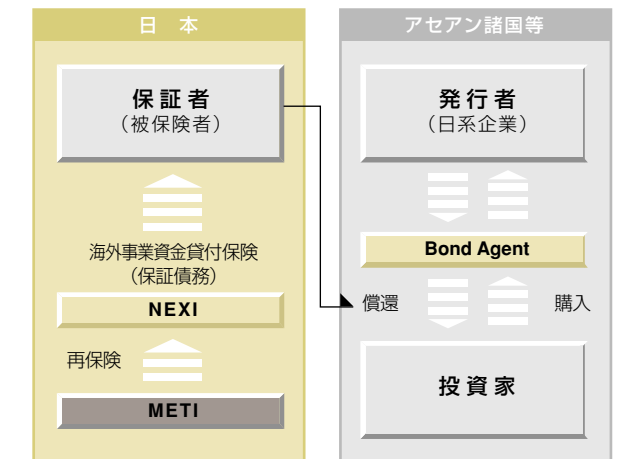 日 本
保 証 者
（被保険者）
海外事業資金貸付保険
（保証債務）
NEXI
再保険
METI
アセアン諸国等
発 行 者
（日系企業）
Bond Agent
償還
購入
投 資 家